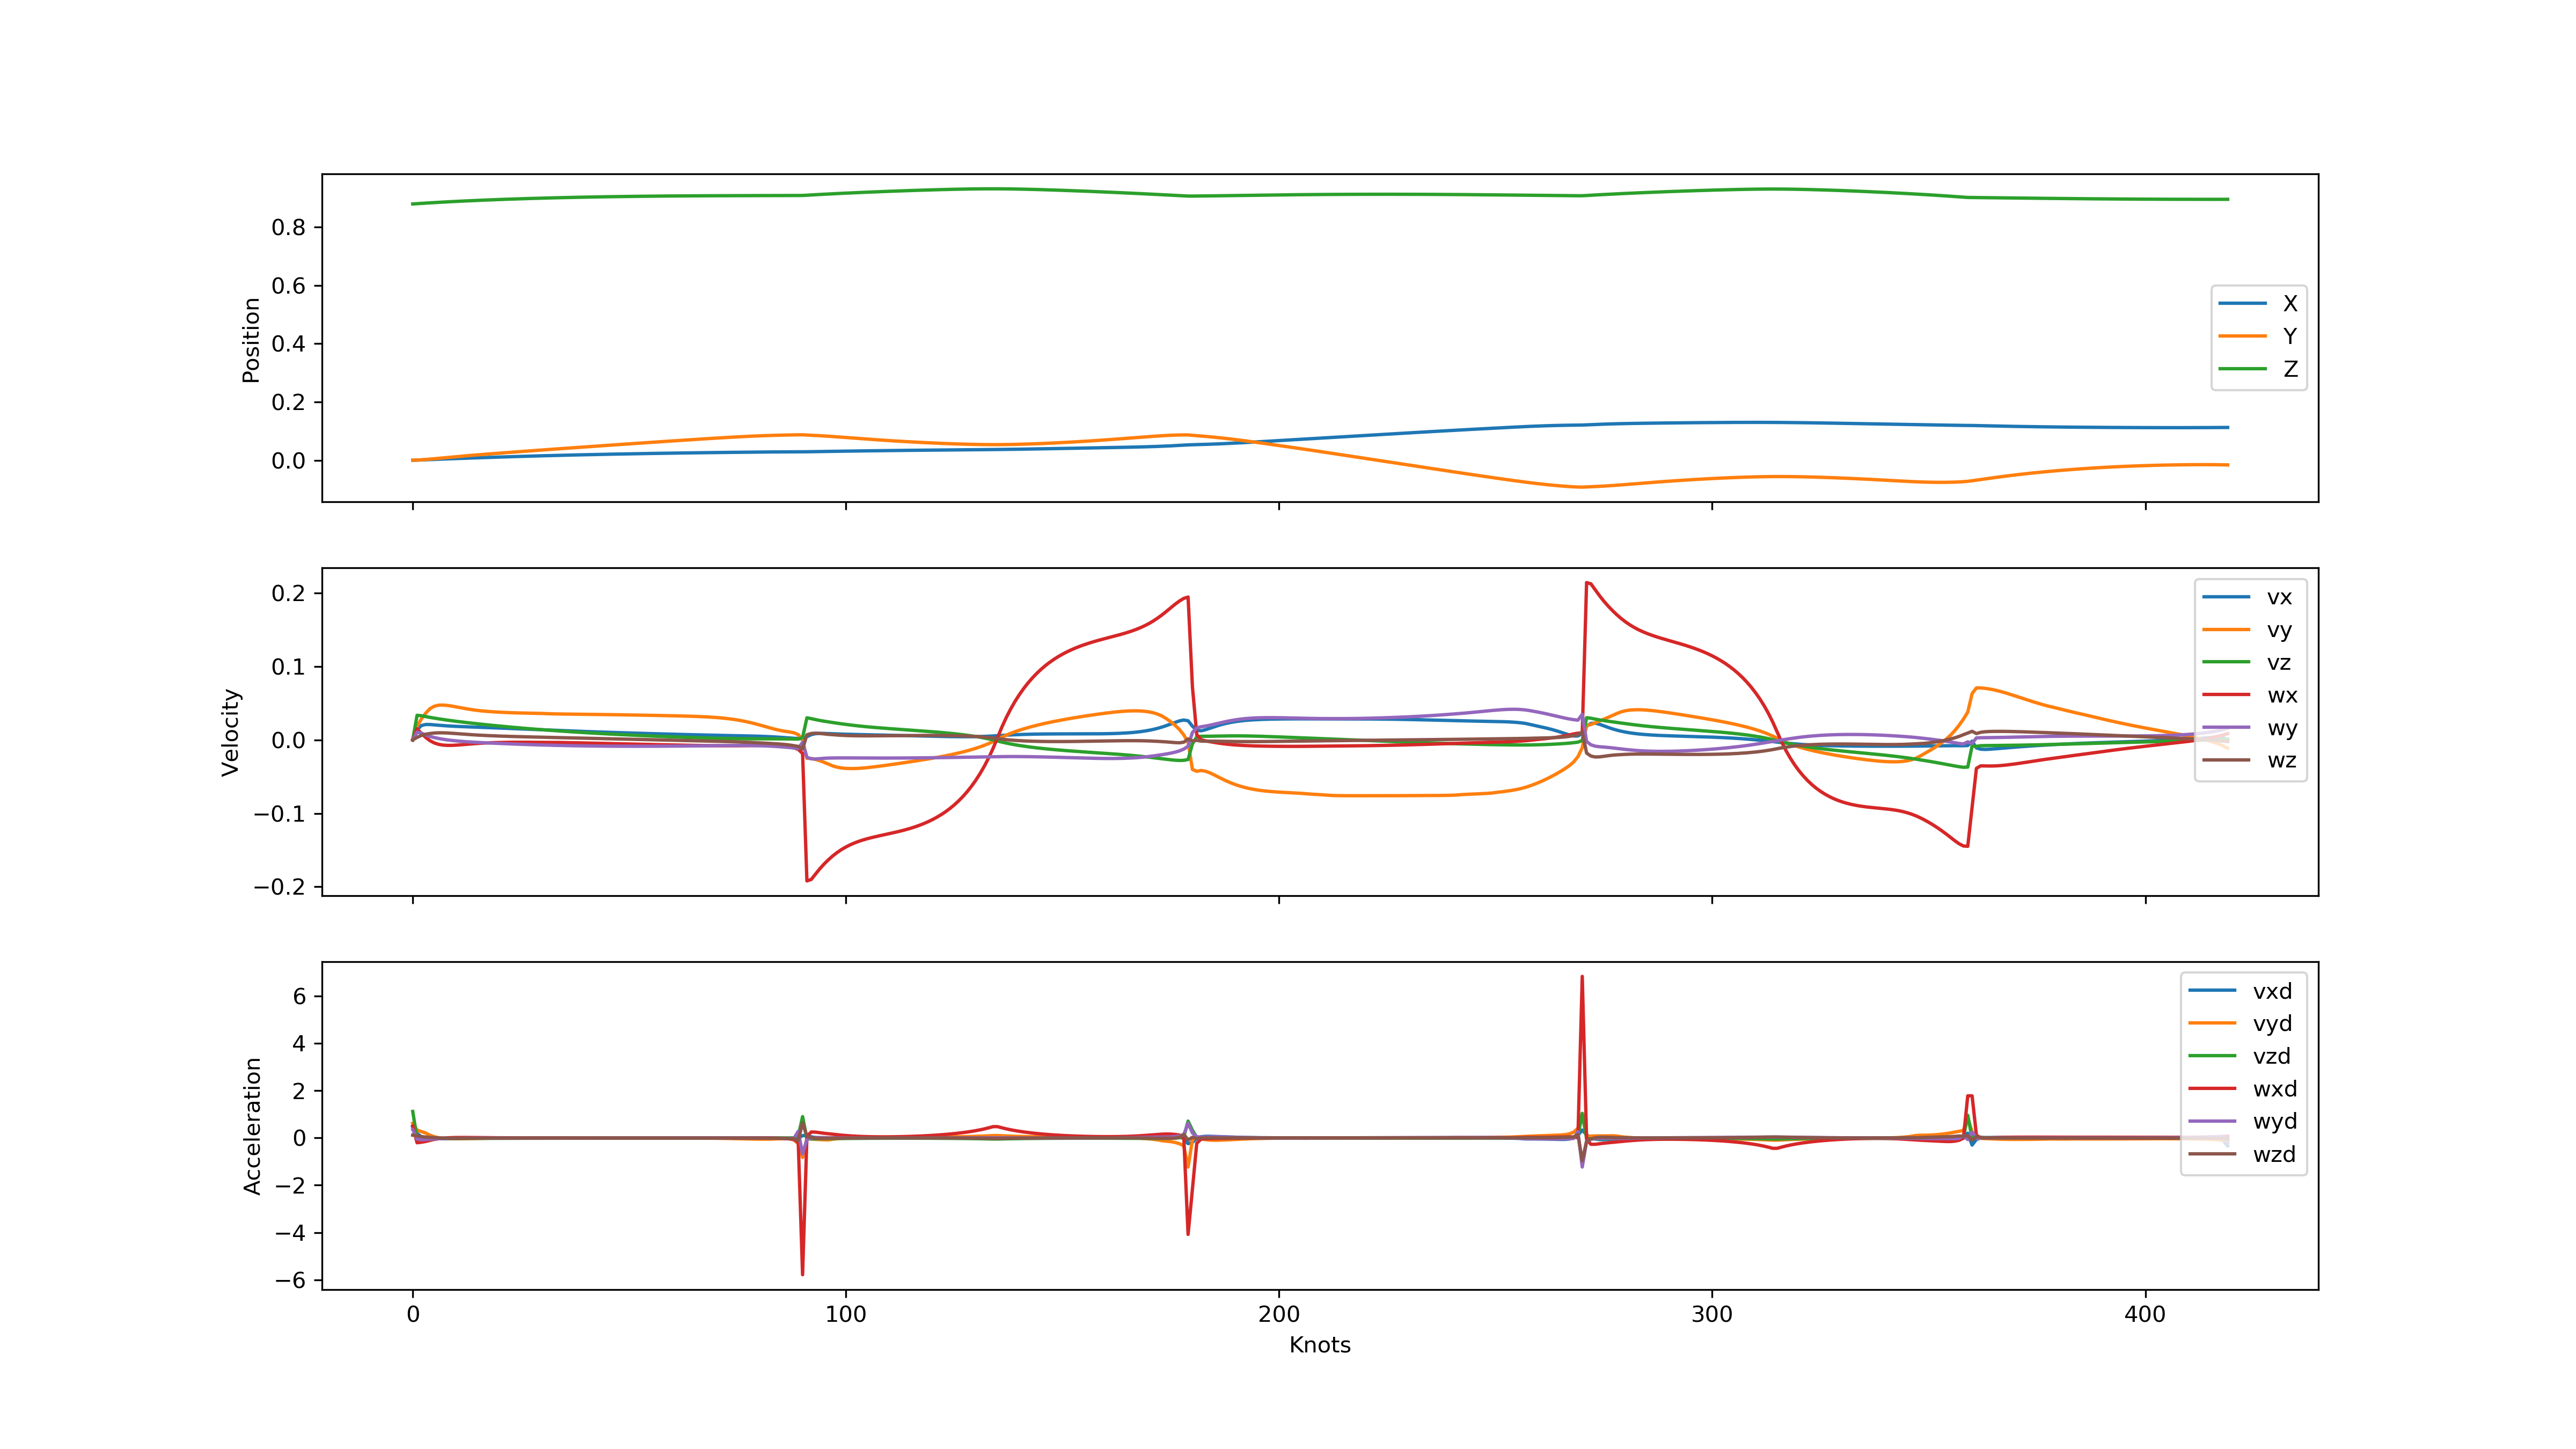 0.8
0.6
0.4
0.2
0.0
Position
X
Y
Z
0.2
0.1
0.0
−0.1
−0.2
Velocity
vx
vy
vz
wx
wy
wz
6
4
2
0
−2
−4
−6
Acceleration
vxd
vyd
vzd
wxd
wyd
wzd
0 100 200 300 400
Knots